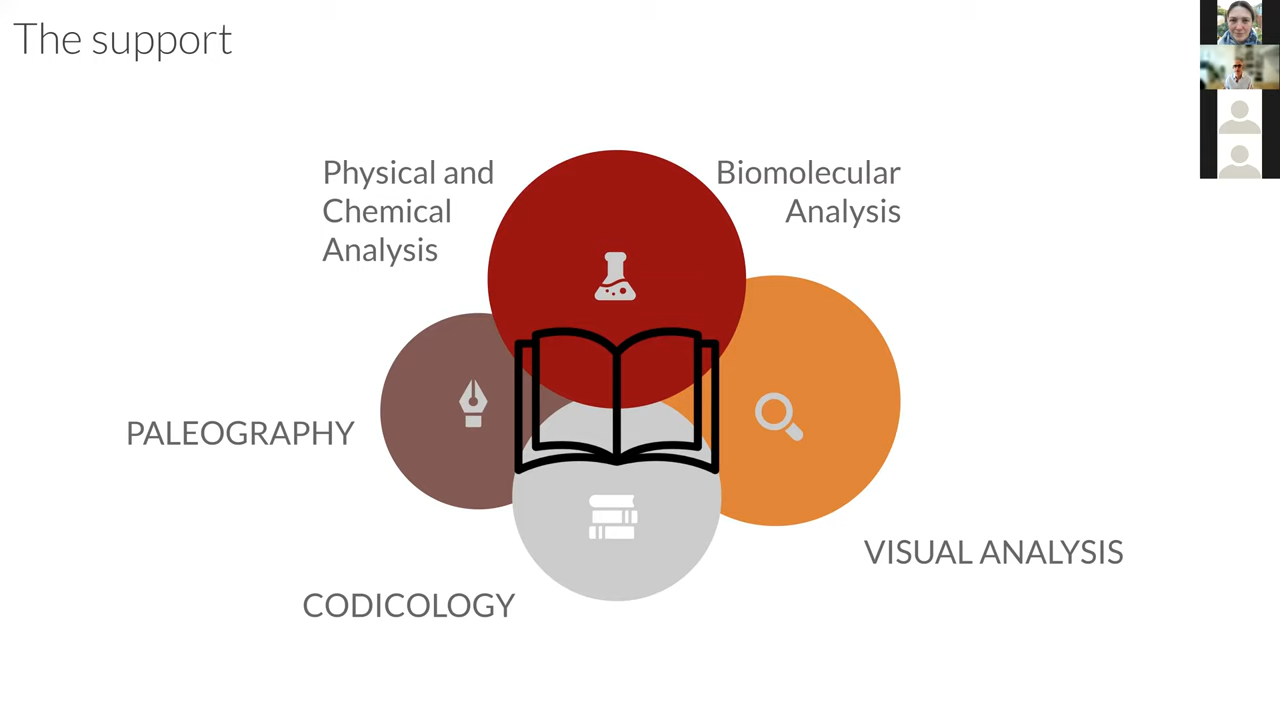 The support
Physical and
Chemical
Analysis
Biomolecular
Analysis
PALEOGRAPHY
VISUAL ANALYSIS
CODICOLOGY